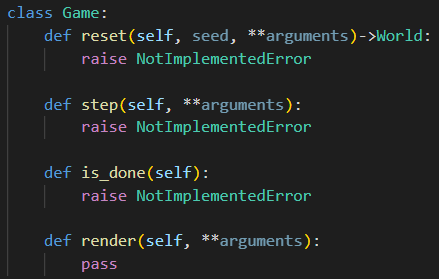 class Game:
    def reset(self, seed, **arguments)->World:
        raise NotImplementedError
    def step(self, **arguments):
        raise NotImplementedError
    def is_done(self):
        raise NotImplementedError
    def render(self, **arguments):
        pass